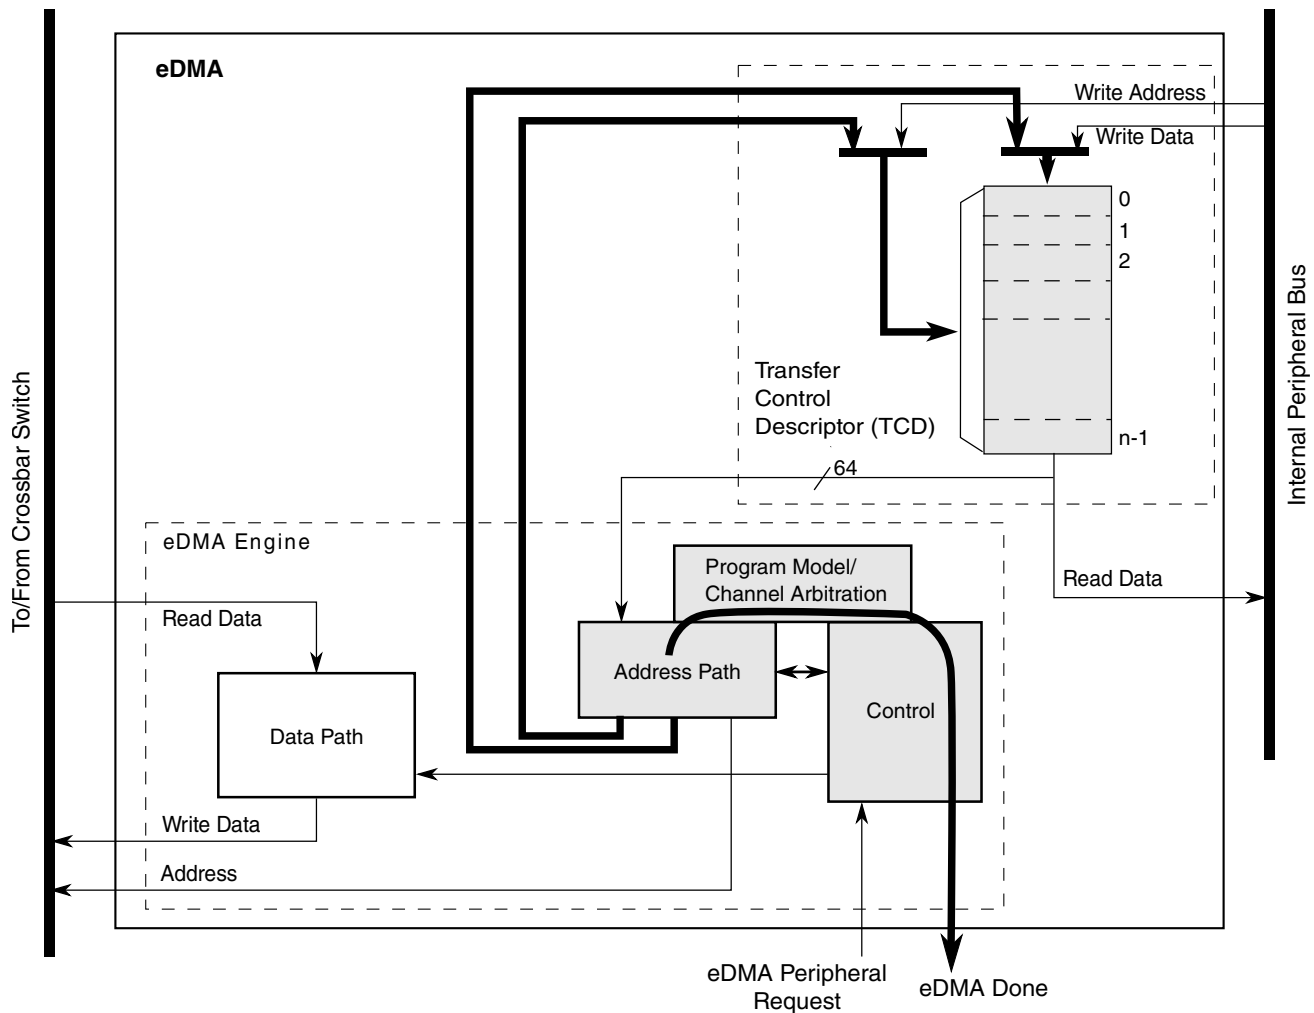 eDMA
Write Address
Write Data
0
1
2
n-1
Transfer
Control
Descriptor (TCD)
64
To/From Crossbar Switch
Internal Peripheral Bus
eDMA Engine
Program Model/
Channel Arbitration
Read Data
Read Data
Address Path
Control
Data Path
Write Data
Address
eDMA Peripheral
Request
eDMA Done